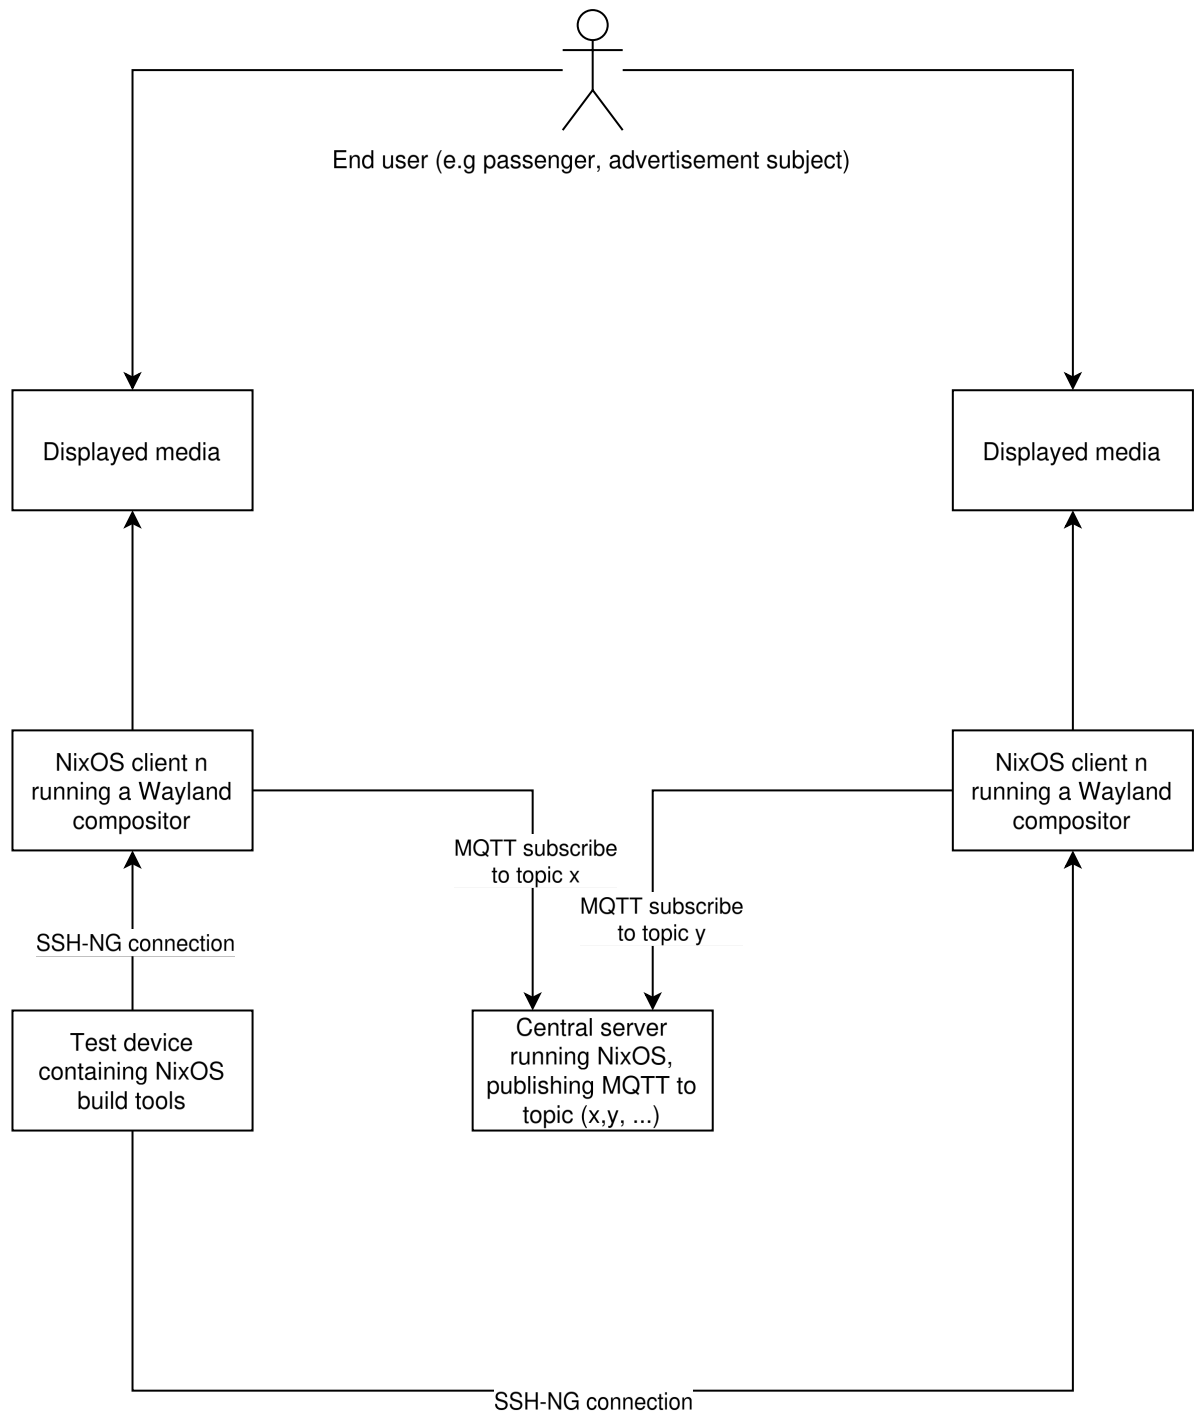 End user (e.g passenger, advertisement subject)
Displayed media
Displayed media
NixOS client n
running a Wayland
compositor
NixOS client n
running a Wayland
compositor
MQTT subscribe
to topic x
MQTT subscribe
to topic y
SSH-NG connection
Test device
containing NixOS
build tools
Central server
running NixOS,
publishing MQTT to
topic (x,y, ...)
SSH-NG connection